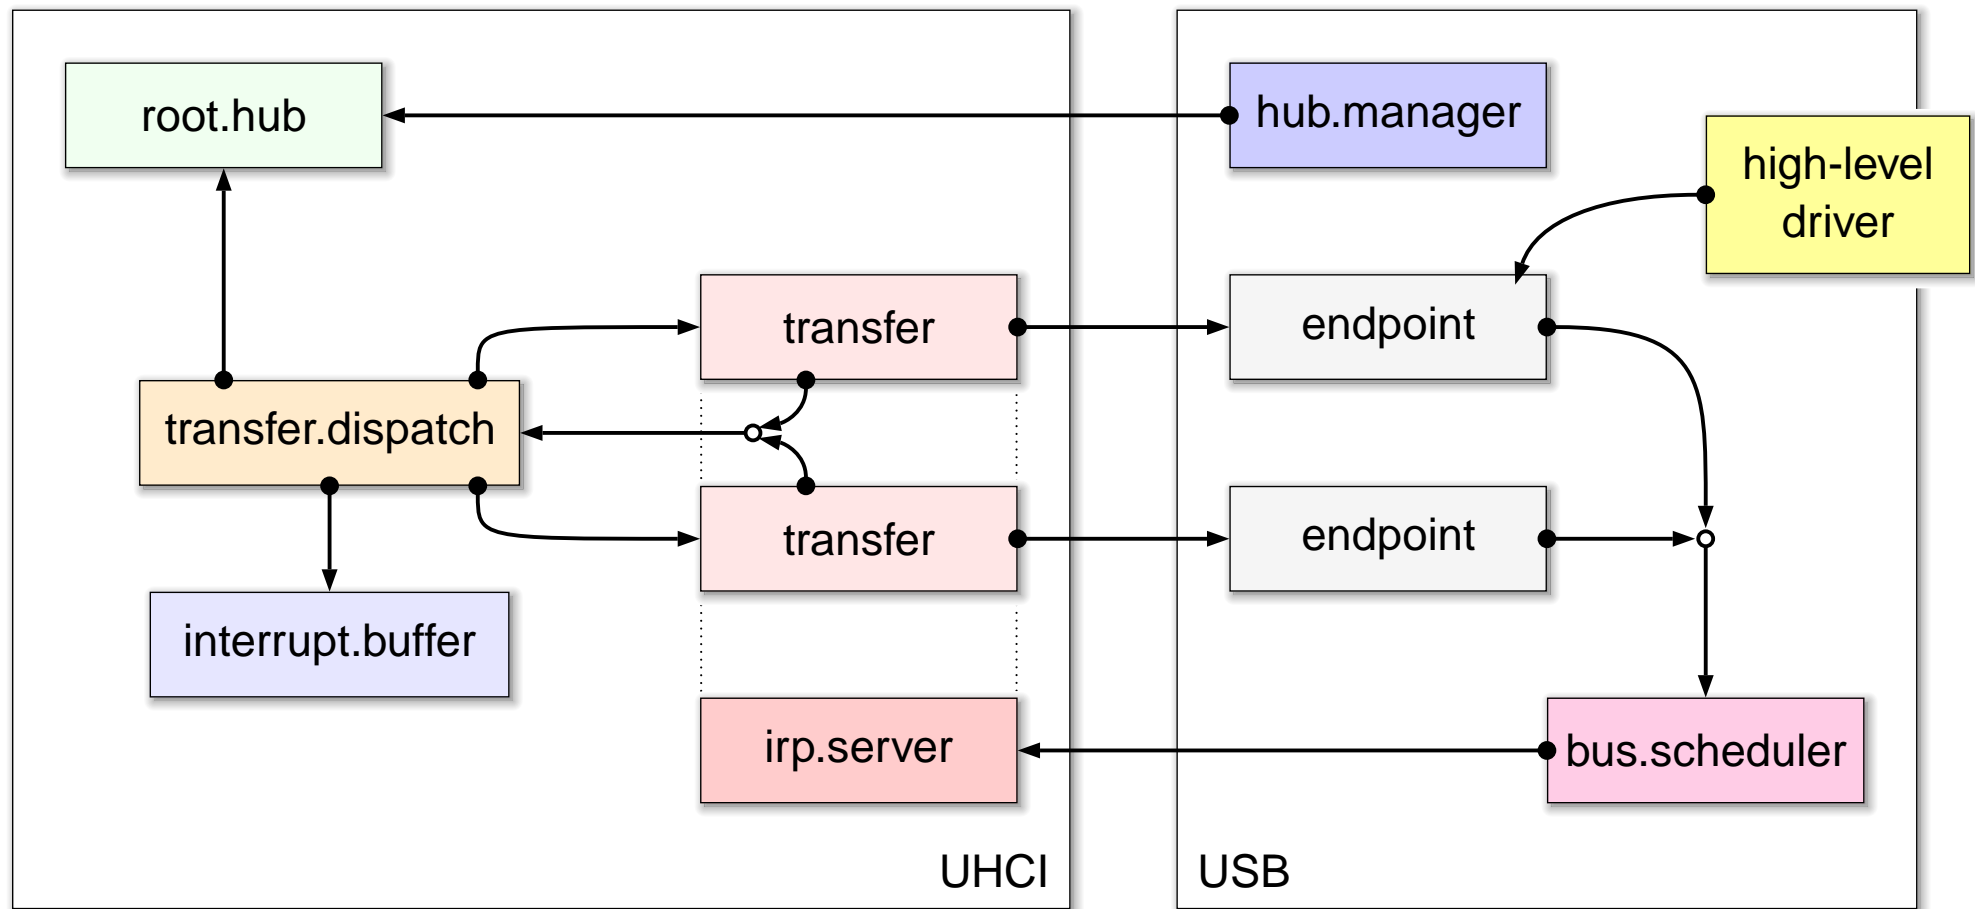 root.hub
hub.manager
high-level
driver
transfer
endpoint
transfer.dispatch
transfer
endpoint
interrupt.buffer
irp.server
bus.scheduler
UHCI
USB